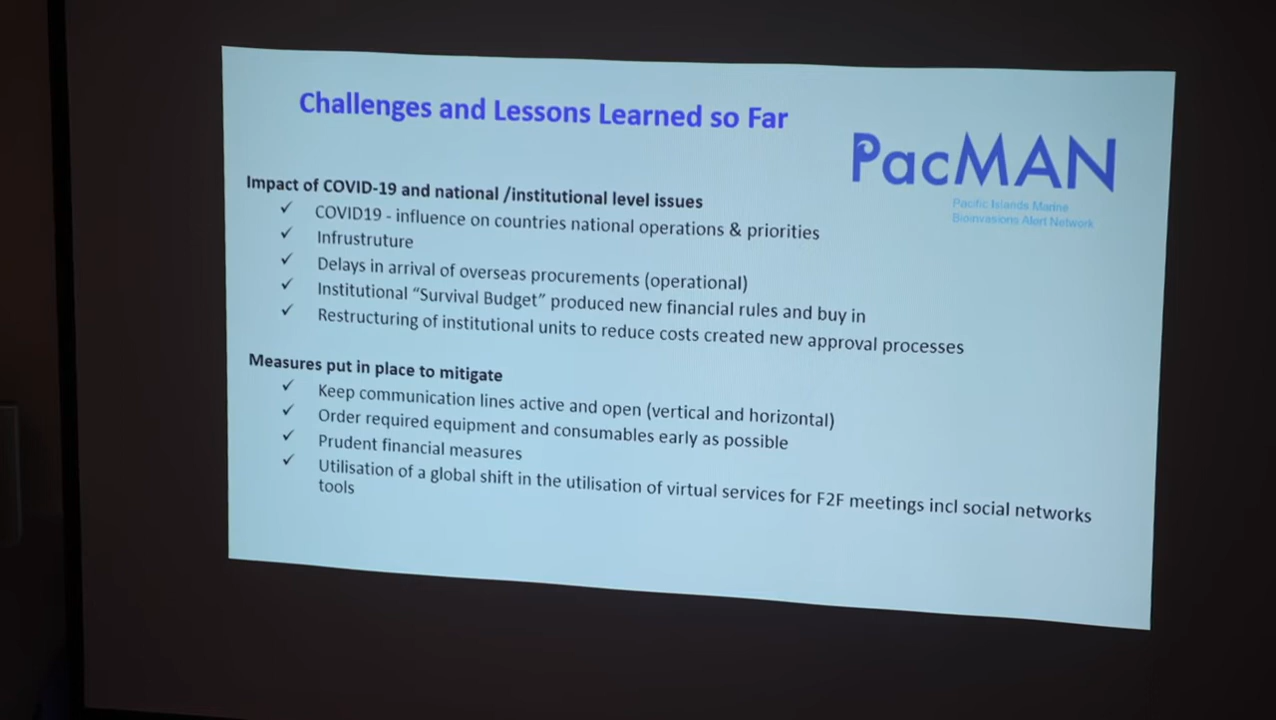 Challenges and Lessons Learned so Far
PacMAN
Pacific Islands Marine
Bioinvasions Alert Network
Impact of COVID-19 and national /institutional level issues
✓ COVID19 - influence on countries national operations & priorities
✓ Infrustruture
✓ Delays in arrival of overseas procurements (operational)
✓ Institutional “Survival Budget” produced new financial rules and buy in
✓ Restructuring of institutional units to reduce costs created new approval processes
Measures put in place to mitigate
✓ Keep communication lines active and open (vertical and horizontal)
✓ Order required equipment and consumables early as possible
✓ Prudent financial measures
✓ Utilisation of a global shift in the utilisation of virtual services for F2F meetings incl social networks
tools